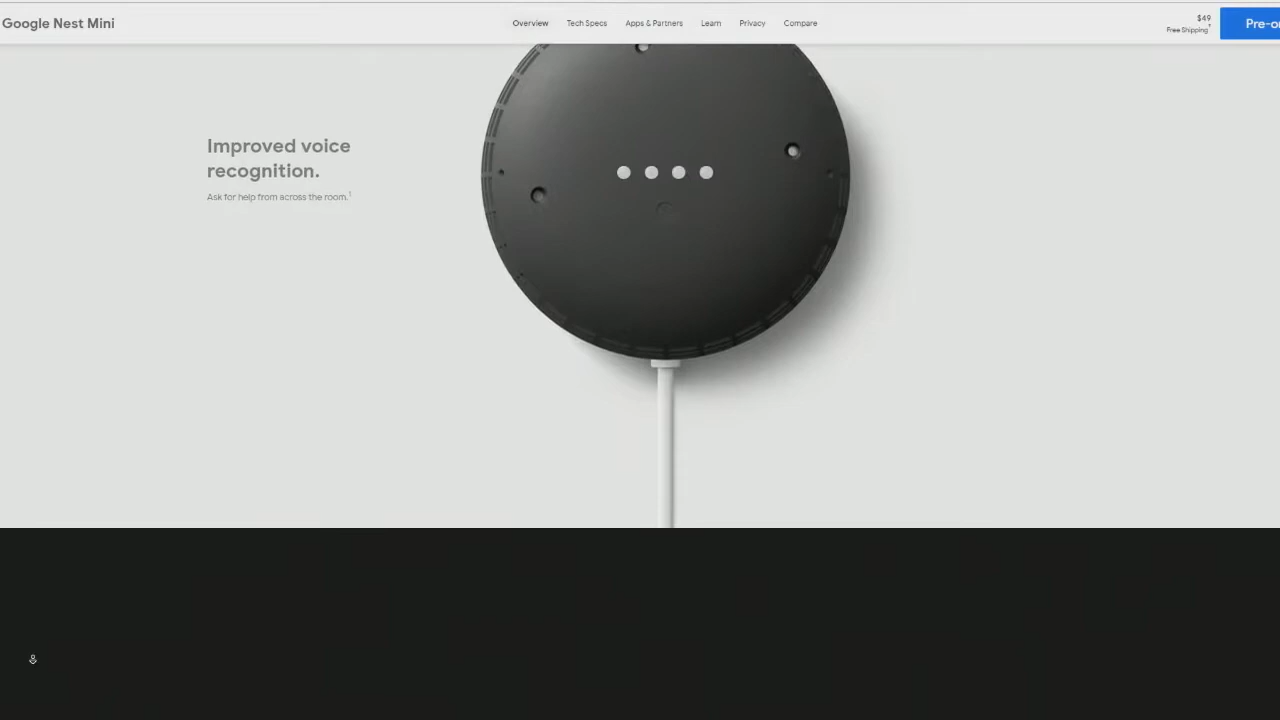 Google Nest Mini
Overview Tech Specs Apps & Partners Learn Privacy Compare
$49
Free Shipping†
Improved voice
recognition.
Ask for help from across the room.1